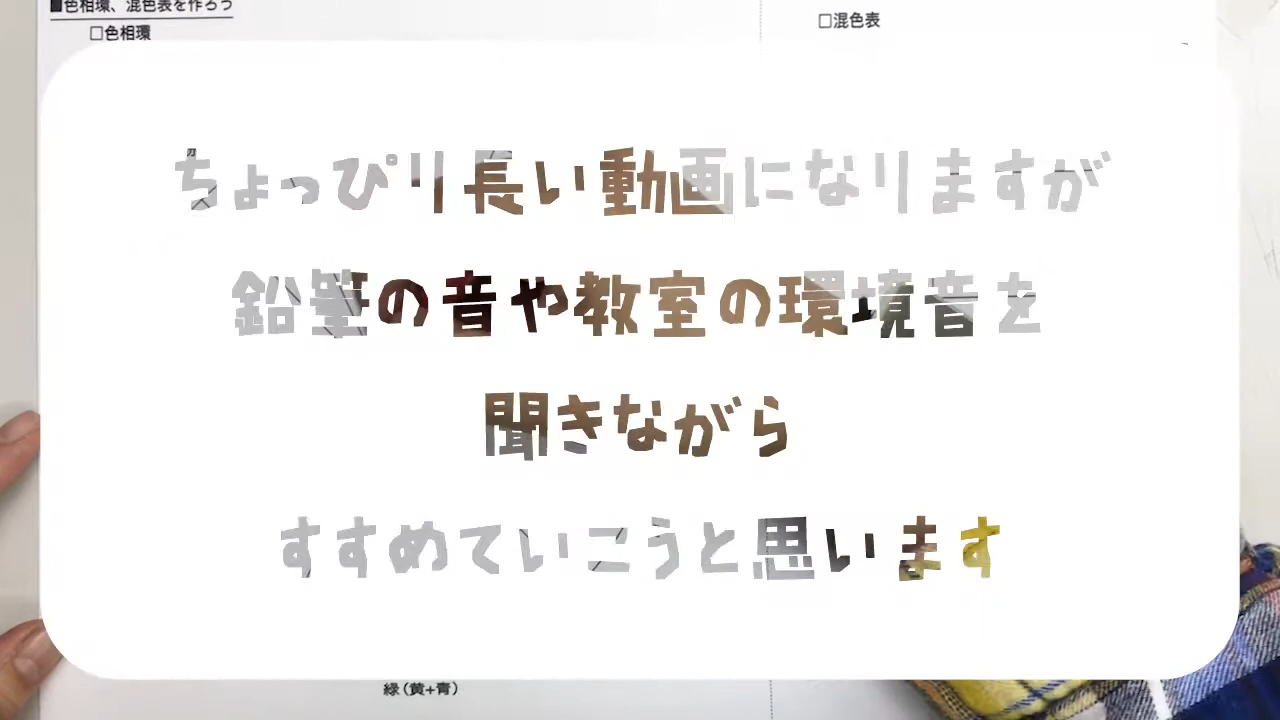 ■色相環、混色表を作ろう
□色相環
□混色表
ちょっぴり長い動画になりますが
鉛筆の音や教室の環境音を
聞きながら
すすめていこうと思います
緑(黄+青)